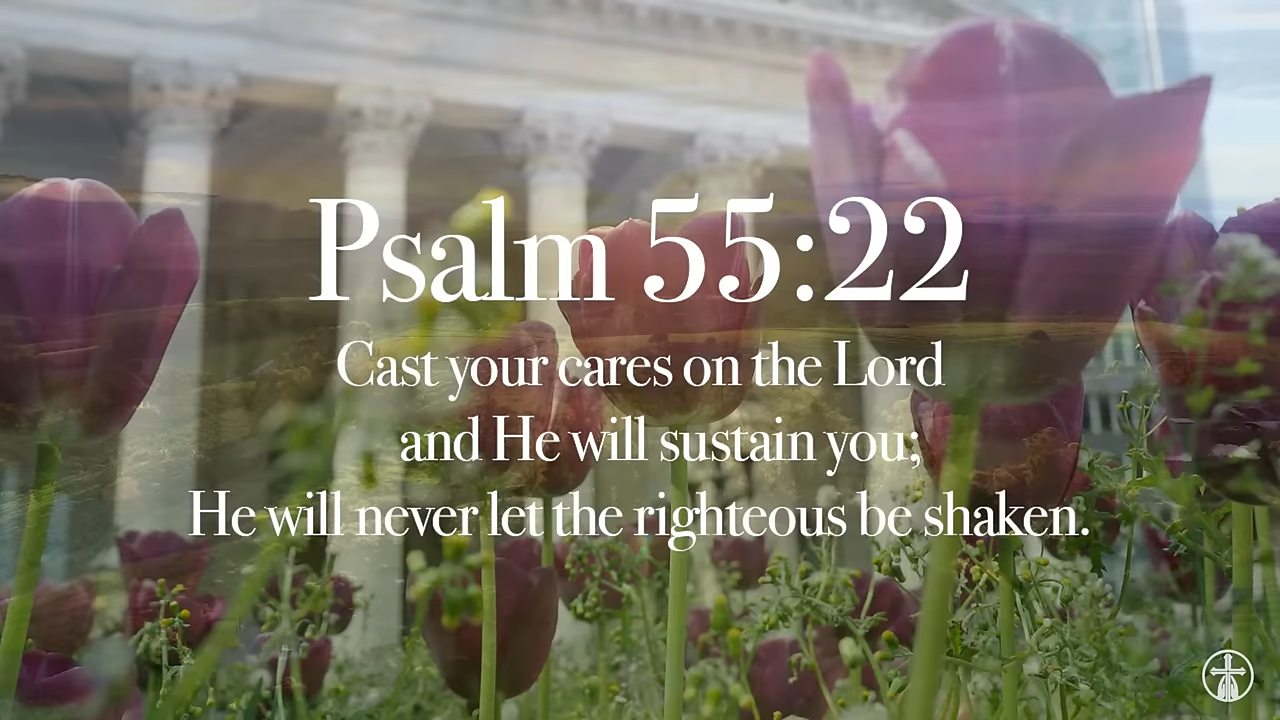 Psalm 55:22
Cast your cares on the Lord
and He will sustain you;
He will never let the righteous be shaken.